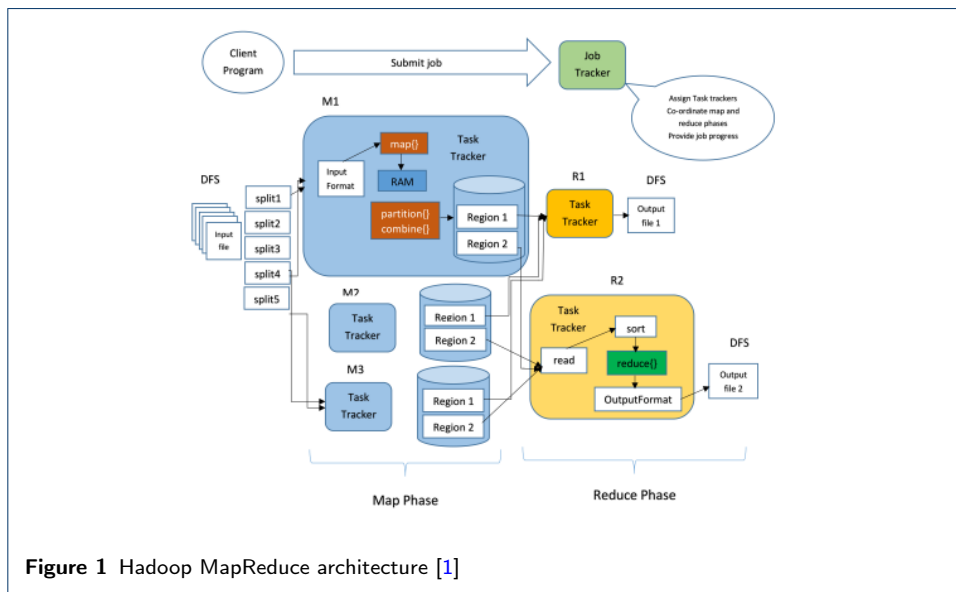 Client
Program
Submit job
Job
Tracker
Assign Task trackers
Co-ordinate map and
reduce phases
Provide job progress
M1
Task
Tracker
map{}
Input
Format
RAM
partition{}
combine{}
Region 1
Region 2
DFS
Input
file
split1
split2
split3
split4
split5
R1
Task
Tracker
DFS
Output
file 1
M2
Task
Tracker
Region 1
Region 2
M3
Task
Tracker
Region 1
Region 2
R2
Task
Tracker
read
sort
reduce{}
OutputFormat
DFS
Output
file 2
Map Phase
Reduce Phase
Figure 1 Hadoop MapReduce architecture [1]